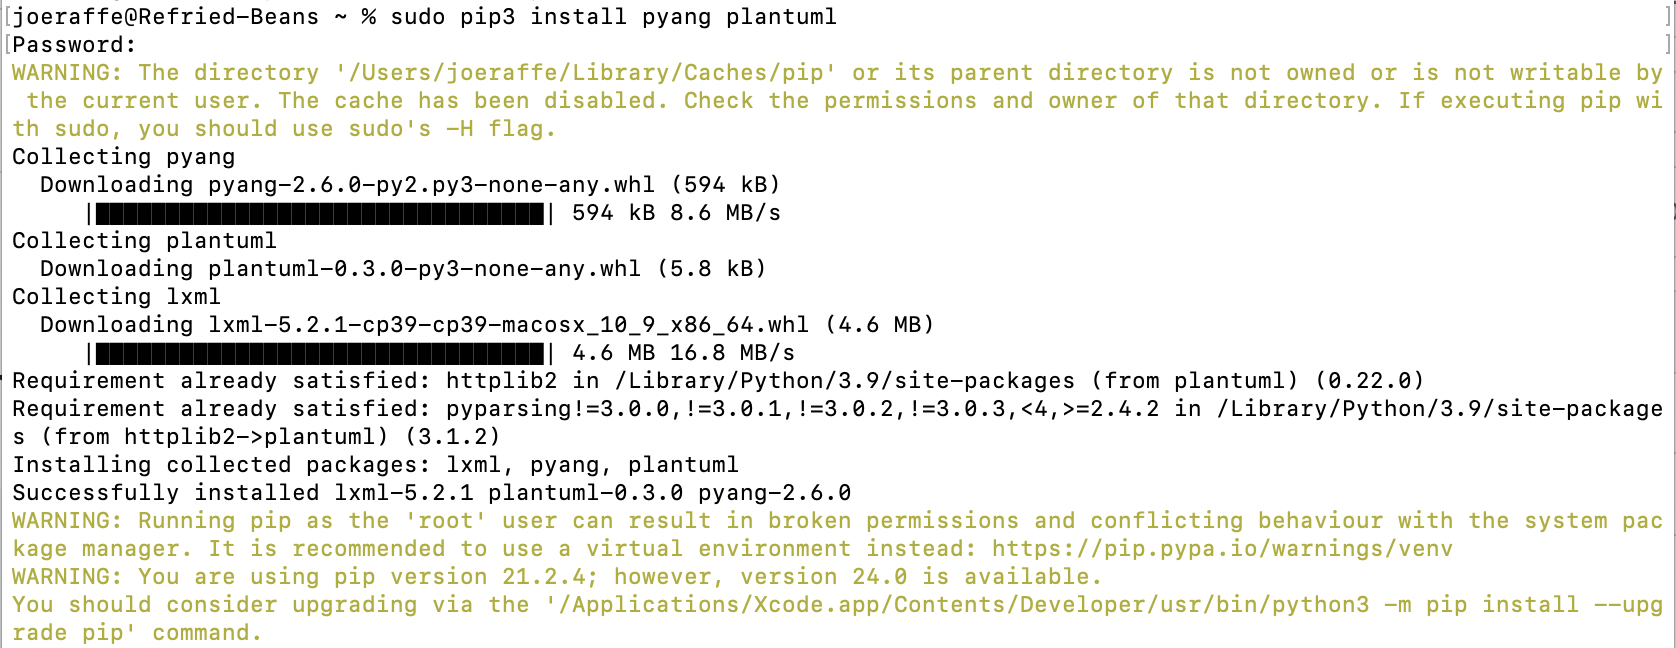 [joeraffe@Refried-Beans ~ % sudo pip3 install pyang plantuml ]
[Password: ]
WARNING: The directory '/Users/joeraffe/Library/Caches/pip' or its parent directory is not owned or is not writable by
 the current user. The cache has been disabled. Check the permissions and owner of that directory. If executing pip wi
th sudo, you should use sudo's -H flag.
Collecting pyang
  Downloading pyang-2.6.0-py2.py3-none-any.whl (594 kB)
     |████████████████████████████████| 594 kB 8.6 MB/s
Collecting plantuml
  Downloading plantuml-0.3.0-py3-none-any.whl (5.8 kB)
Collecting lxml
  Downloading lxml-5.2.1-cp39-cp39-macosx_10_9_x86_64.whl (4.6 MB)
     |████████████████████████████████| 4.6 MB 16.8 MB/s
Requirement already satisfied: httplib2 in /Library/Python/3.9/site-packages (from plantuml) (0.22.0)
Requirement already satisfied: pyparsing!=3.0.0,!=3.0.1,!=3.0.2,!=3.0.3,<4,>=2.4.2 in /Library/Python/3.9/site-package
s (from httplib2->plantuml) (3.1.2)
Installing collected packages: lxml, pyang, plantuml
Successfully installed lxml-5.2.1 plantuml-0.3.0 pyang-2.6.0
WARNING: Running pip as the 'root' user can result in broken permissions and conflicting behaviour with the system pac
kage manager. It is recommended to use a virtual environment instead: https://pip.pypa.io/warnings/venv
WARNING: You are using pip version 21.2.4; however, version 24.0 is available.
You should consider upgrading via the '/Applications/Xcode.app/Contents/Developer/usr/bin/python3 -m pip install --upg
rade pip' command.